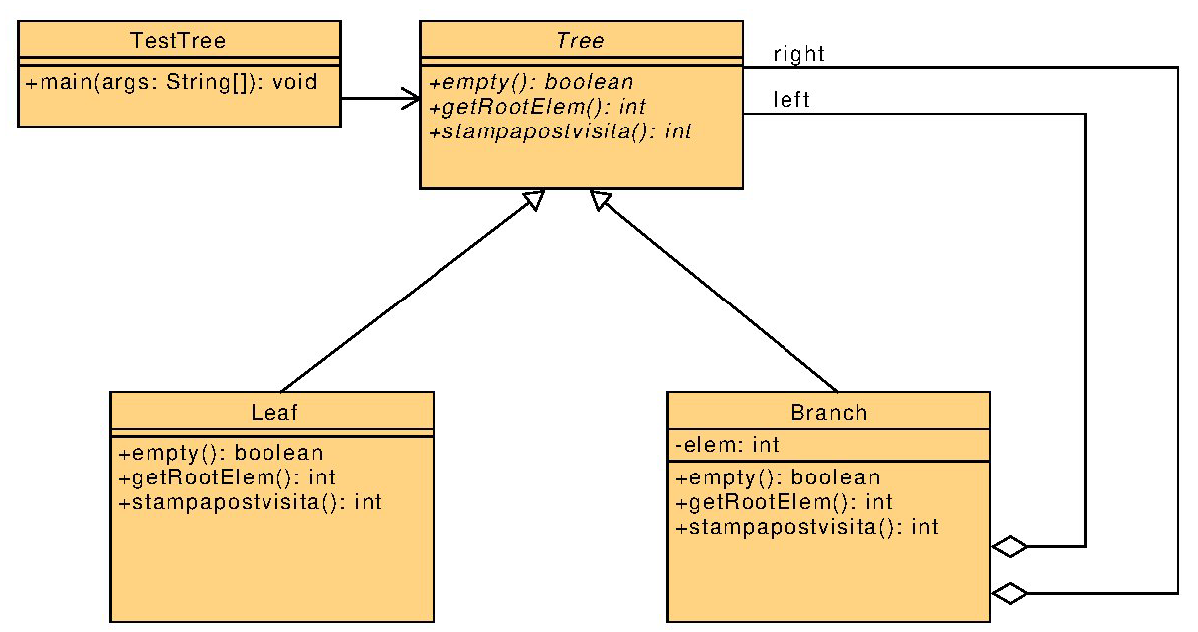 TestTree
+main(args: String[]): void
Tree
+empty(): boolean
+getRootElem(): int
+stampapostvisita(): int
right
left
Leaf
+empty(): boolean
+getRootElem(): int
+stampapostvisita(): int
Branch
-elem: int
+empty(): boolean
+getRootElem(): int
+stampapostvisita(): int